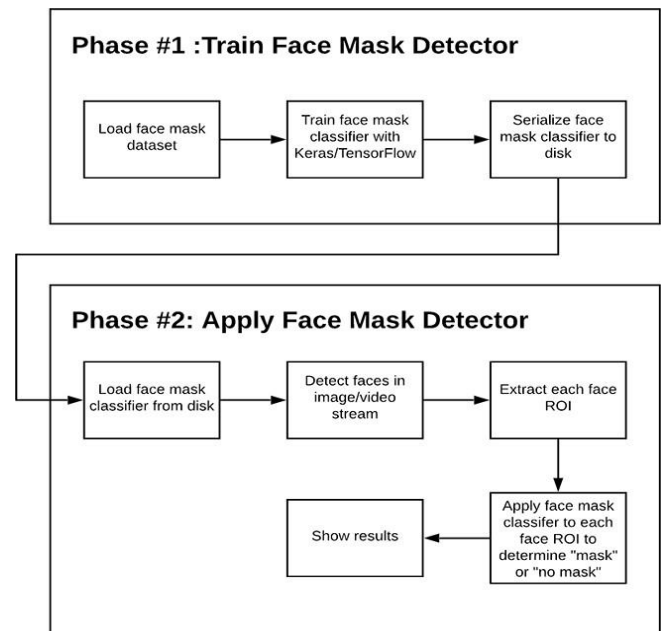 Phase #1 :Train Face Mask Detector
Load face mask
dataset
Train face mask
classifier with
Keras/TensorFlow
Serialize face
mask classifier to
disk
Phase #2: Apply Face Mask Detector
Load face mask
classifier from disk
Detect faces in
image/video
stream
Extract each face
ROI
Apply face mask
classifer to each
face ROI to
determine "mask"
or "no mask"
Show results